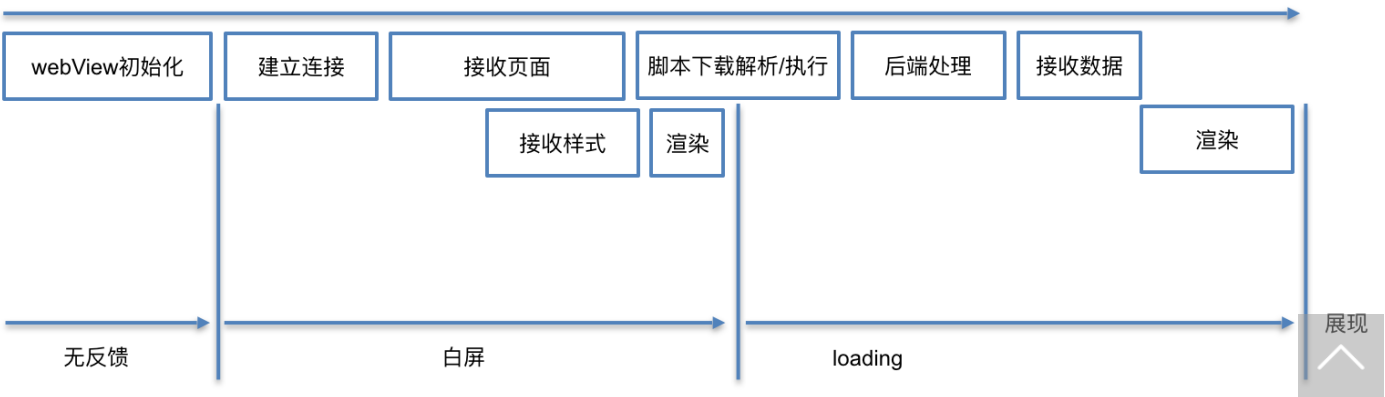 webView初始化
建立连接
接收页面
脚本下载解析/执行
后端处理
接收数据
接收样式
渲染
渲染
无反馈
白屏
loading
展现